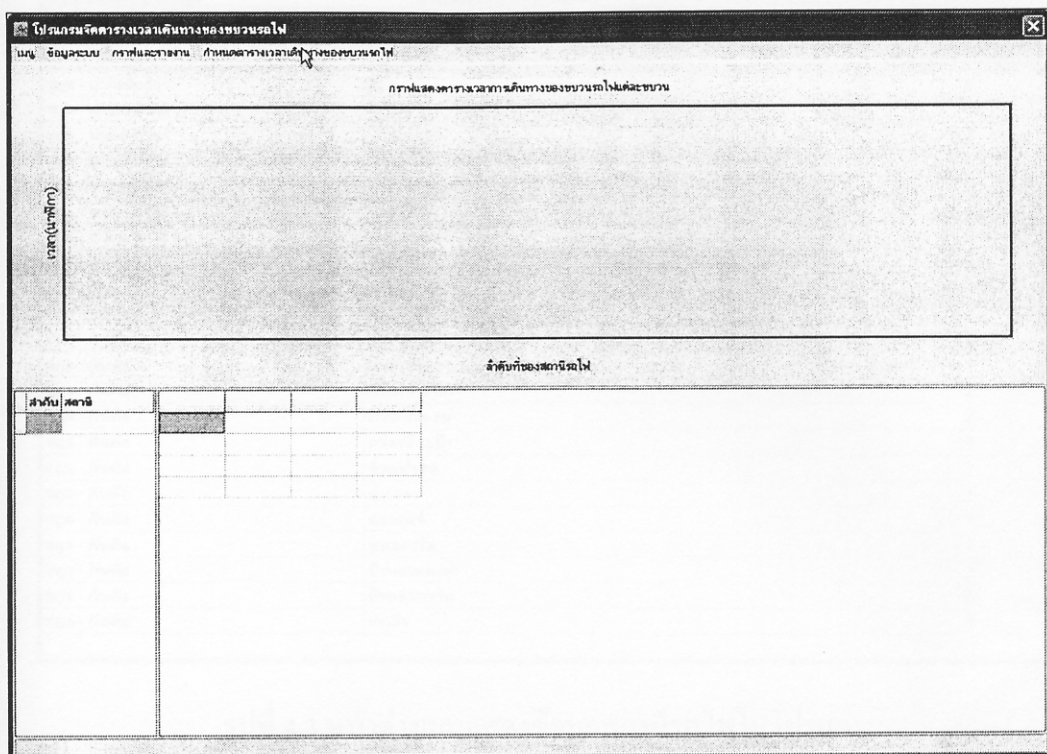 โปรแกรมจัดตารางเวลาเดินทางของขบวนรถไฟ
เมนู ข้อมูลระบบ กราฟและรายงาน กำหนดตารางเวลาเดินทางของขบวนรถไฟ
กราฟแสดงตารางเวลาการเดินทางของขบวนรถไฟแต่ละขบวน
เวลา(นาฬิกา)
ลำดับที่ของสถานีรถไฟ
ลำดับ สถานี